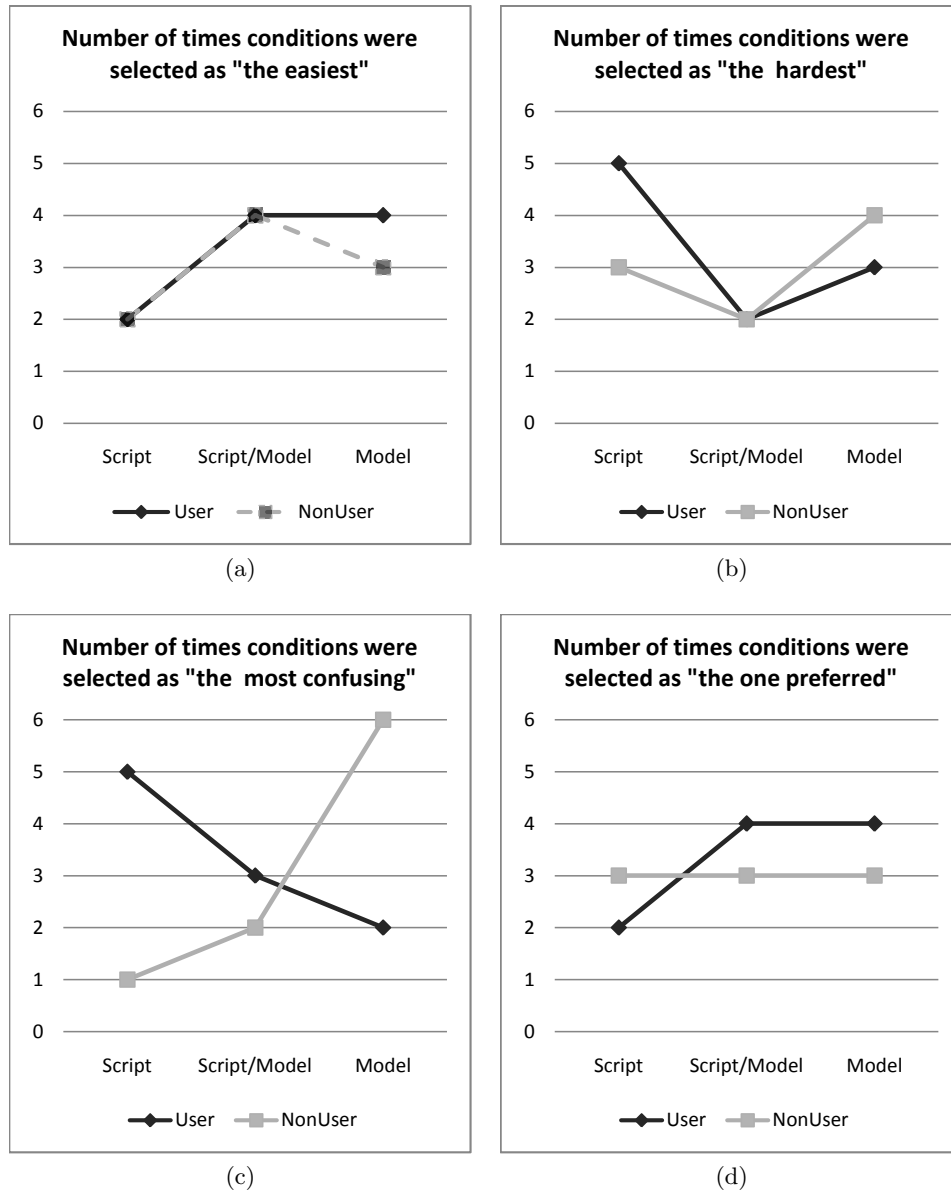 Number of times conditions were
selected as "the easiest"
6
5
4
3
2
1
0
Script Script/Model Model
User NonUser
(a)
Number of times conditions were
selected as "the hardest"
6
5
4
3
2
1
0
Script Script/Model Model
User NonUser
(b)
Number of times conditions were
selected as "the most confusing"
6
5
4
3
2
1
0
Script Script/Model Model
User NonUser
(c)
Number of times conditions were
selected as "the one preferred"
6
5
4
3
2
1
0
Script Script/Model Model
User NonUser
(d)